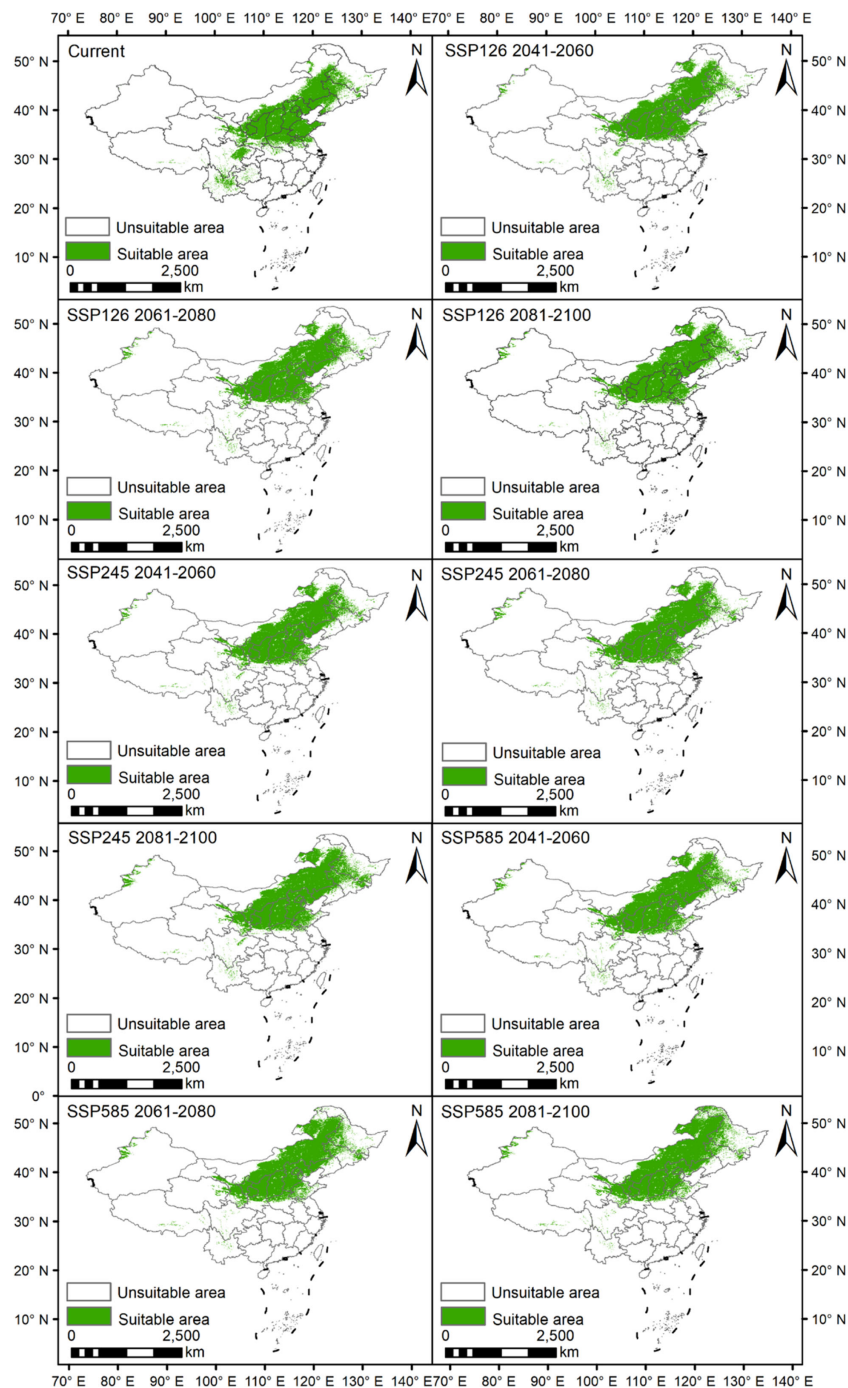 70° E 80° E 90° E 100° E 110° E 120° E 130° E 140° E 70° E 80° E 90° E 100° E 110° E 120° E 130° E 140° E
Current
N
50° N
40° N
30° N
20° N
10° N
Unsuitable area
Suitable area
0 2,500
km
SSP126 2041-2060
N
50° N
40° N
30° N
20° N
10° N
Unsuitable area
Suitable area
0 2,500
km
SSP126 2061-2080
N
50° N
40° N
30° N
20° N
10° N
Unsuitable area
Suitable area
0 2,500
km
SSP126 2081-2100
N
50° N
40° N
30° N
20° N
10° N
Unsuitable area
Suitable area
0 2,500
km
SSP245 2041-2060
N
50° N
40° N
30° N
20° N
10° N
Unsuitable area
Suitable area
0 2,500
km
SSP245 2061-2080
N
50° N
40° N
30° N
20° N
10° N
Unsuitable area
Suitable area
0 2,500
km
SSP245 2081-2100
N
50° N
40° N
30° N
20° N
10° N
0°
Unsuitable area
Suitable area
0 2,500
km
SSP585 2041-2060
N
50° N
40° N
30° N
20° N
10° N
Unsuitable area
Suitable area
0 2,500
km
SSP585 2061-2080
N
50° N
40° N
30° N
20° N
10° N
Unsuitable area
Suitable area
0 2,500
km
SSP585 2081-2100
N
50° N
40° N
30° N
20° N
10° N
Unsuitable area
Suitable area
0 2,500
km
70° E 80° E 90° E 100° E 110° E 120° E 130° E 140° E 70° E 80° E 90° E 100° E 110° E 120° E 130° E 140° E